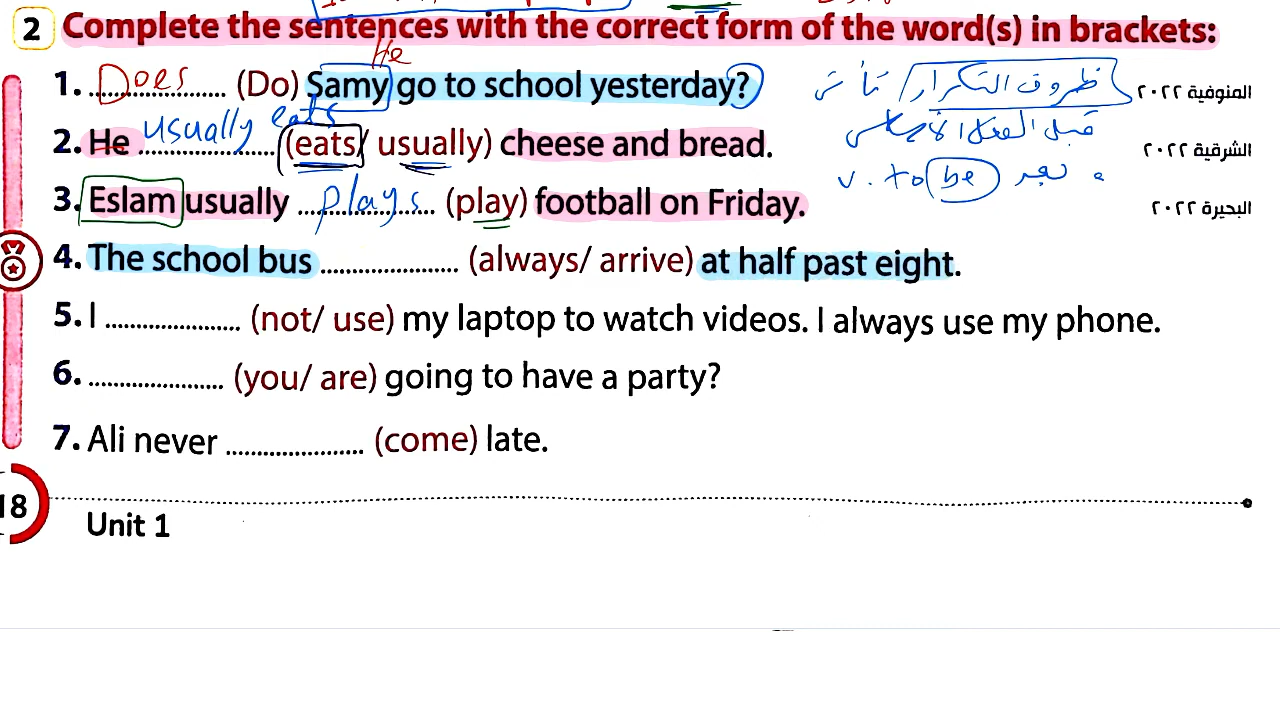 2 Complete the sentences with the correct form of the word(s) in brackets:
He
1. Does (Do) Samy go to school yesterday? ظروف التكرار تأتى المنوفية ٢٠٢٢
2. He usually eats (eats/ usually) cheese and bread. قبل الفعل الأساسى الشرقية ٢٠٢٢
3. Eslam usually plays (play) football on Friday. و بعد v. to be البحيرة ٢٠٢٢
4. The school bus ...................... (always/ arrive) at half past eight.
5. I ...................... (not/ use) my laptop to watch videos. I always use my phone.
6. ...................... (you/ are) going to have a party?
7. Ali never ...................... (come) late.
18
Unit 1